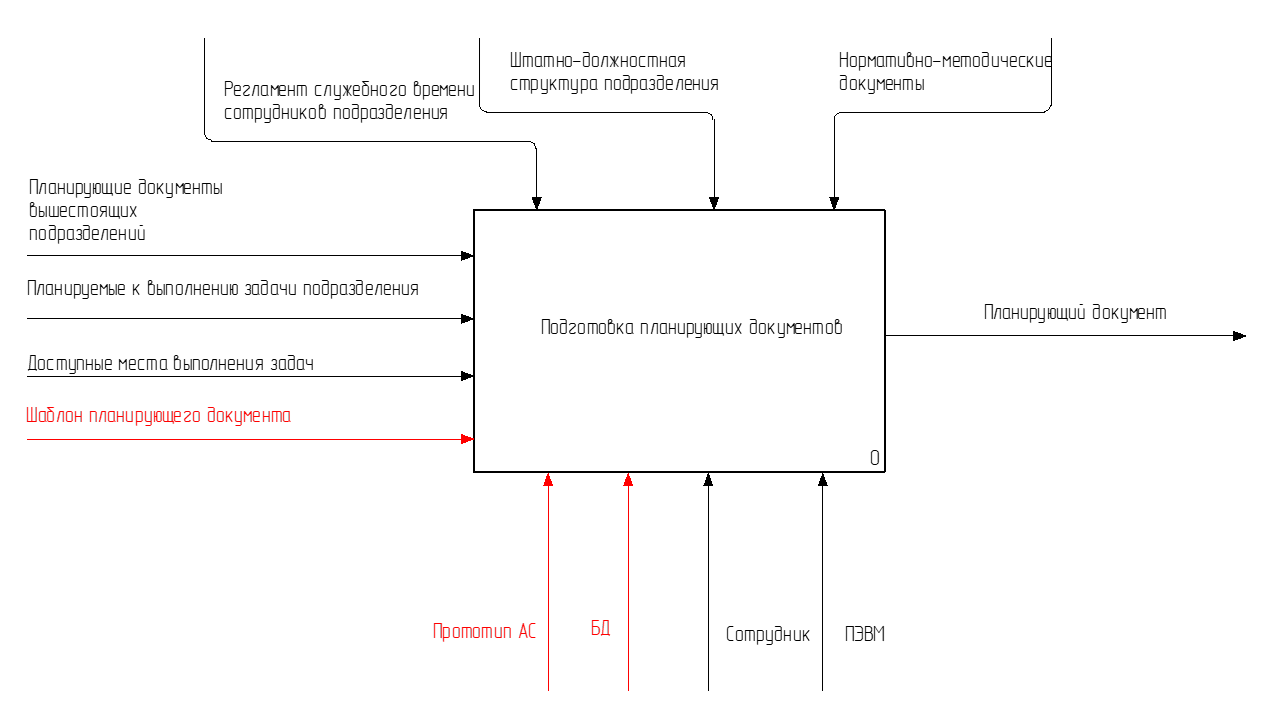 Штатно-должностная
структура подразделения
Нормативно-методические
документы
Регламент служебного времени
сотрудников подразделения
Планирующие документы
вышестоящих
подразделений
Планируемые к выполнению задачи подразделения
Доступные места выполнения задач
Шаблон планирующего документа
Подготовка планирующих документов
0
Планирующий документ
Прототип АС
БД
Сотрудник
ПЭВМ